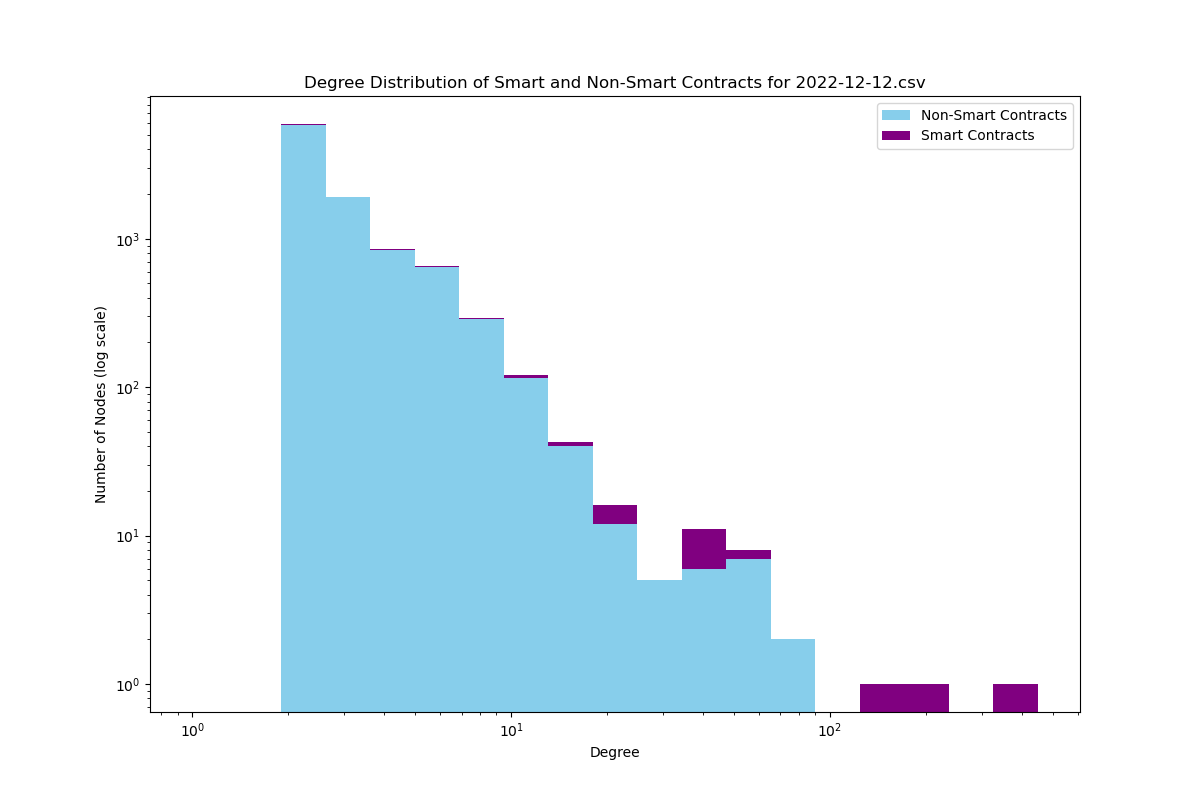 Degree Distribution of Smart and Non-Smart Contracts for 2022-12-12.csv
Non-Smart Contracts
Smart Contracts
Number of Nodes (log scale)
10³
10²
10¹
10⁰
10⁰ 10¹ 10²
Degree